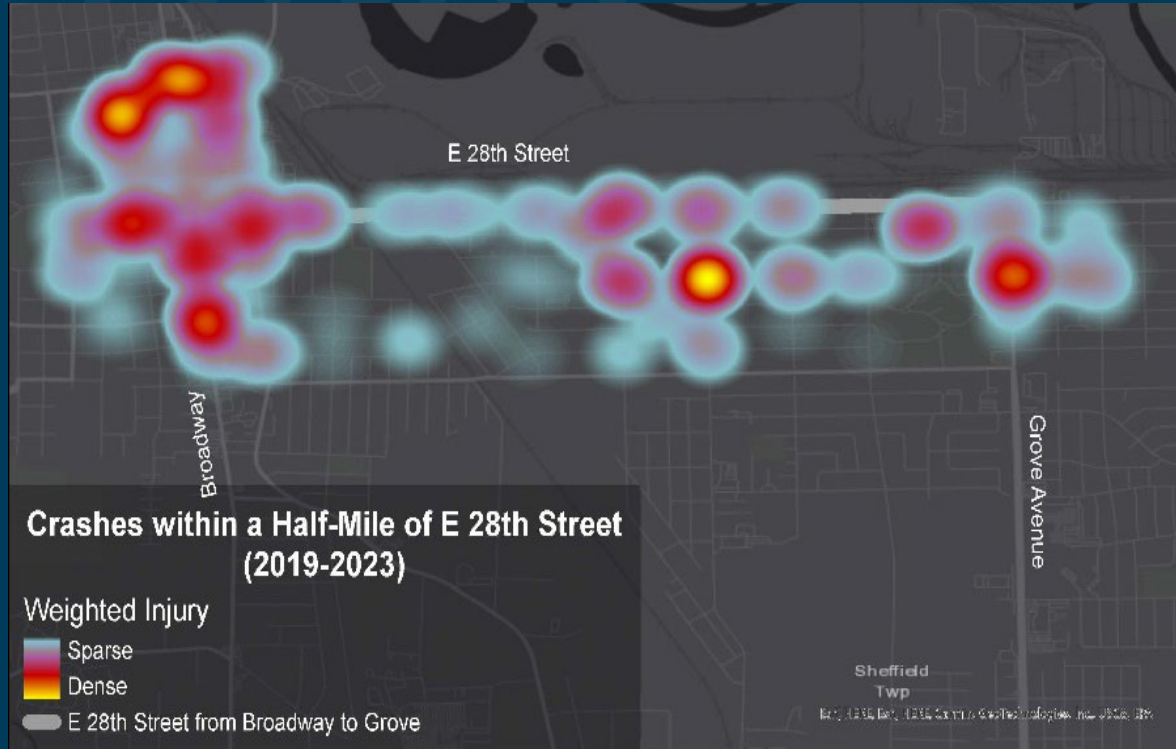 E 28th Street
Broadway
Grove Avenue
Crashes within a Half-Mile of E 28th Street
(2019-2023)
Weighted Injury
Sparse
Dense
E 28th Street from Broadway to Grove
Sheffield
Twp